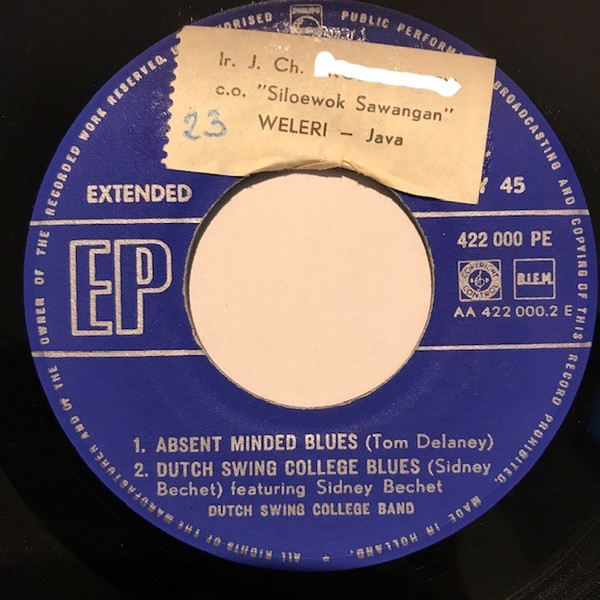 PHILIPS
Ir. J. Ch.
c.o. "Siloewok Sawangan"
WELERI – Java
23
EXTENDED
45
EP
422 000 PE
COPYRIGHT CONTROL
B.I.E.M.
AA 422 000.2 E
1. ABSENT MINDED BLUES (Tom Delaney)
2. DUTCH SWING COLLEGE BLUES (Sidney
Bechet) featuring Sidney Bechet
DUTCH SWING COLLEGE BAND
ALL RIGHTS OF THE MANUFACTURER AND OF THE OWNER OF THE RECORDED WORK RESERVED. ORISED PUBLIC PERFORM BROADCASTING AND COPYING OF THIS RECORD PROHIBITED. MADE IN HOLLAND.